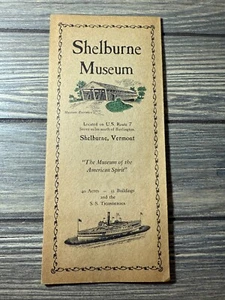 Shelburne
Museum
Located on U.S. Route 7
Seven miles south of Burlington
Shelburne, Vermont
"The Museum of the
American Spirit"
40 Acres — 35 Buildings
and the
S.S. Ticonderoga